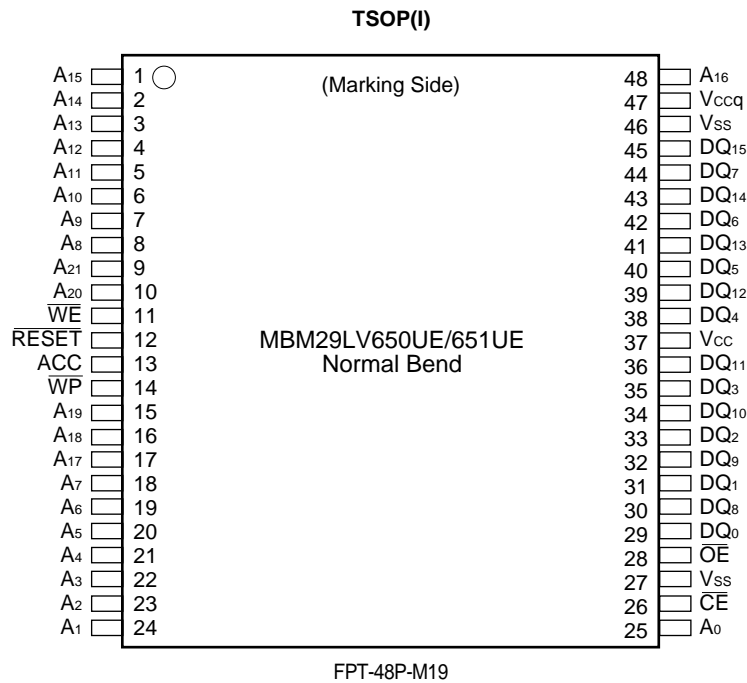 TSOP(I)
(Marking Side)
A15 1 48 A16
A14 2 47 VCCq
A13 3 46 VSS
A12 4 45 DQ15
A11 5 44 DQ7
A10 6 43 DQ14
A9 7 42 DQ6
A8 8 41 DQ13
A21 9 40 DQ5
A20 10 39 DQ12
W̅E̅ 11 38 DQ4
R̅E̅S̅E̅T̅ 12 37 VCC
ACC 13 36 DQ11
W̅P̅ 14 35 DQ3
A19 15 34 DQ10
A18 16 33 DQ2
A17 17 32 DQ9
A7 18 31 DQ1
A6 19 30 DQ8
A5 20 29 DQ0
A4 21 28 O̅E̅
A3 22 27 VSS
A2 23 26 C̅E̅
A1 24 25 A0
MBM29LV650UE/651UE
Normal Bend
FPT-48P-M19